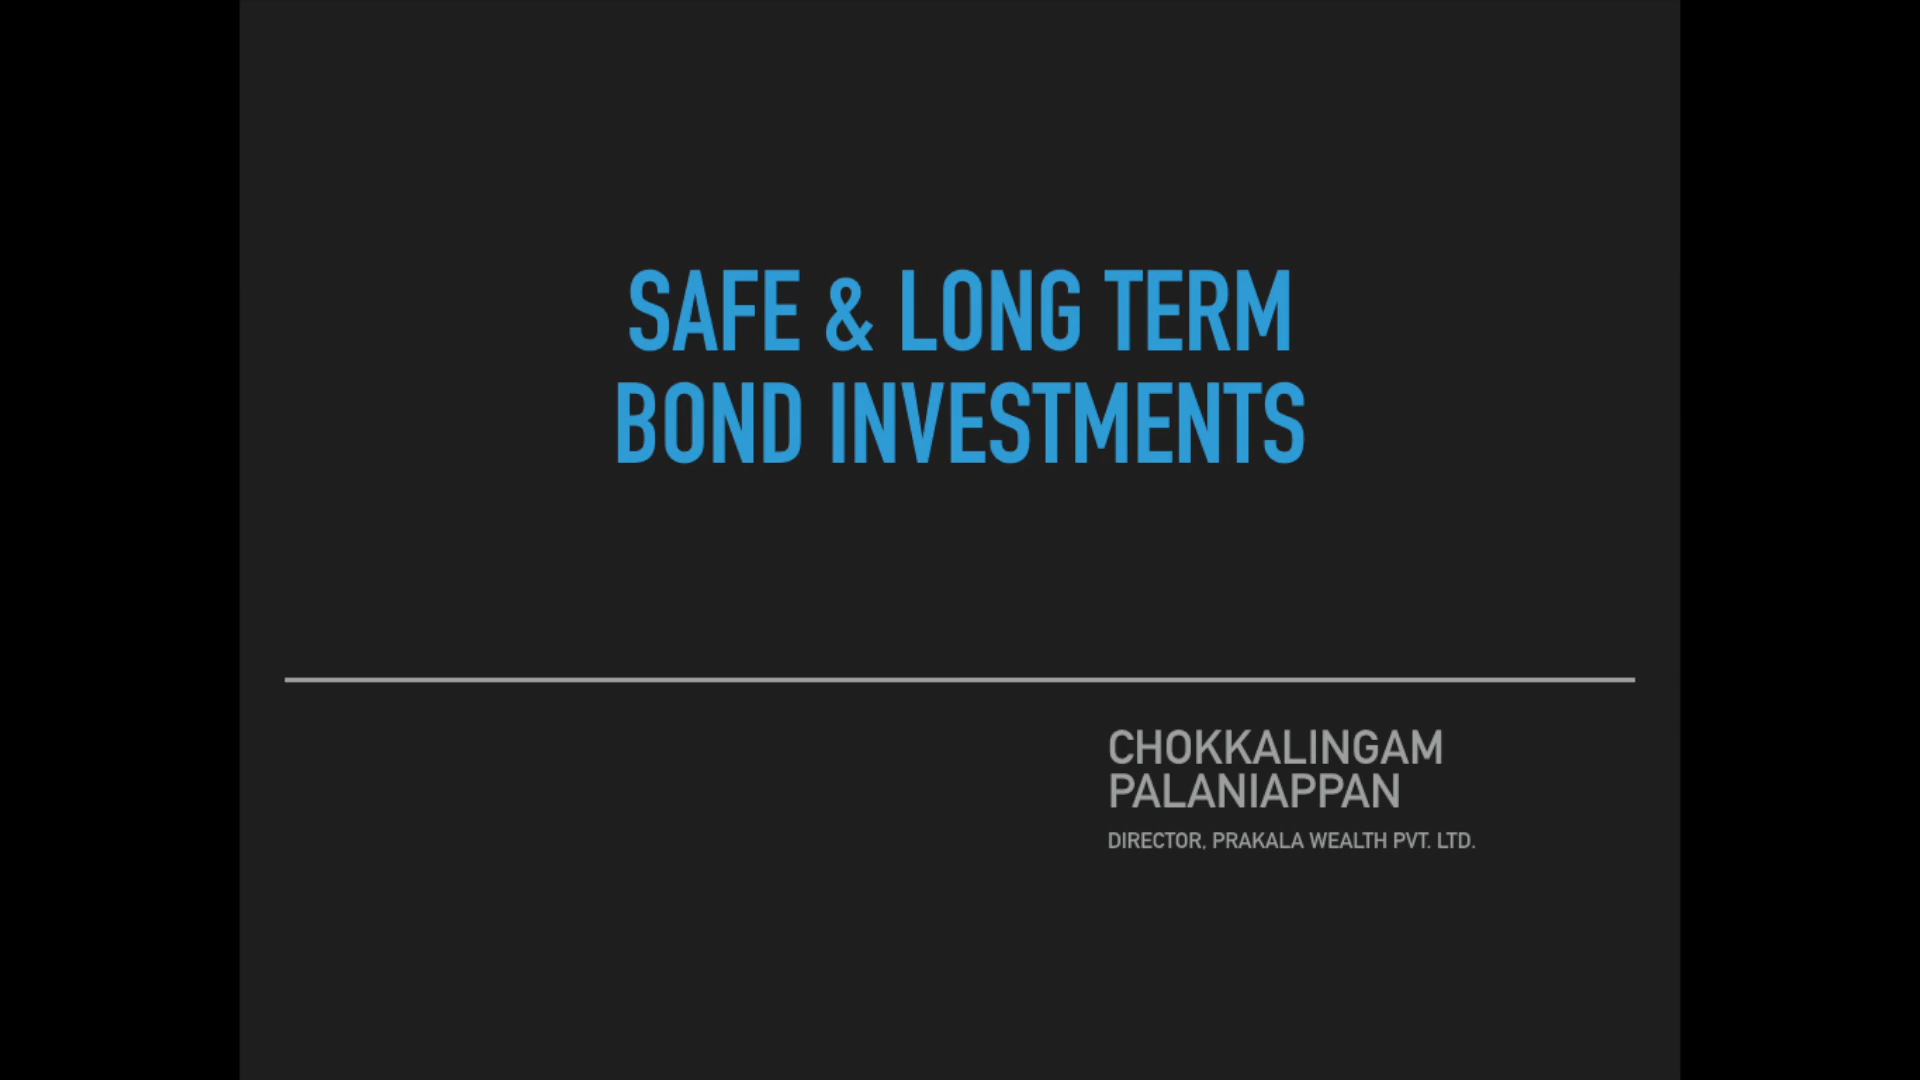 SAFE & LONG TERM
BOND INVESTMENTS
CHOKKALINGAM
PALANIAPPAN
DIRECTOR, PRAKALA WEALTH PVT. LTD.